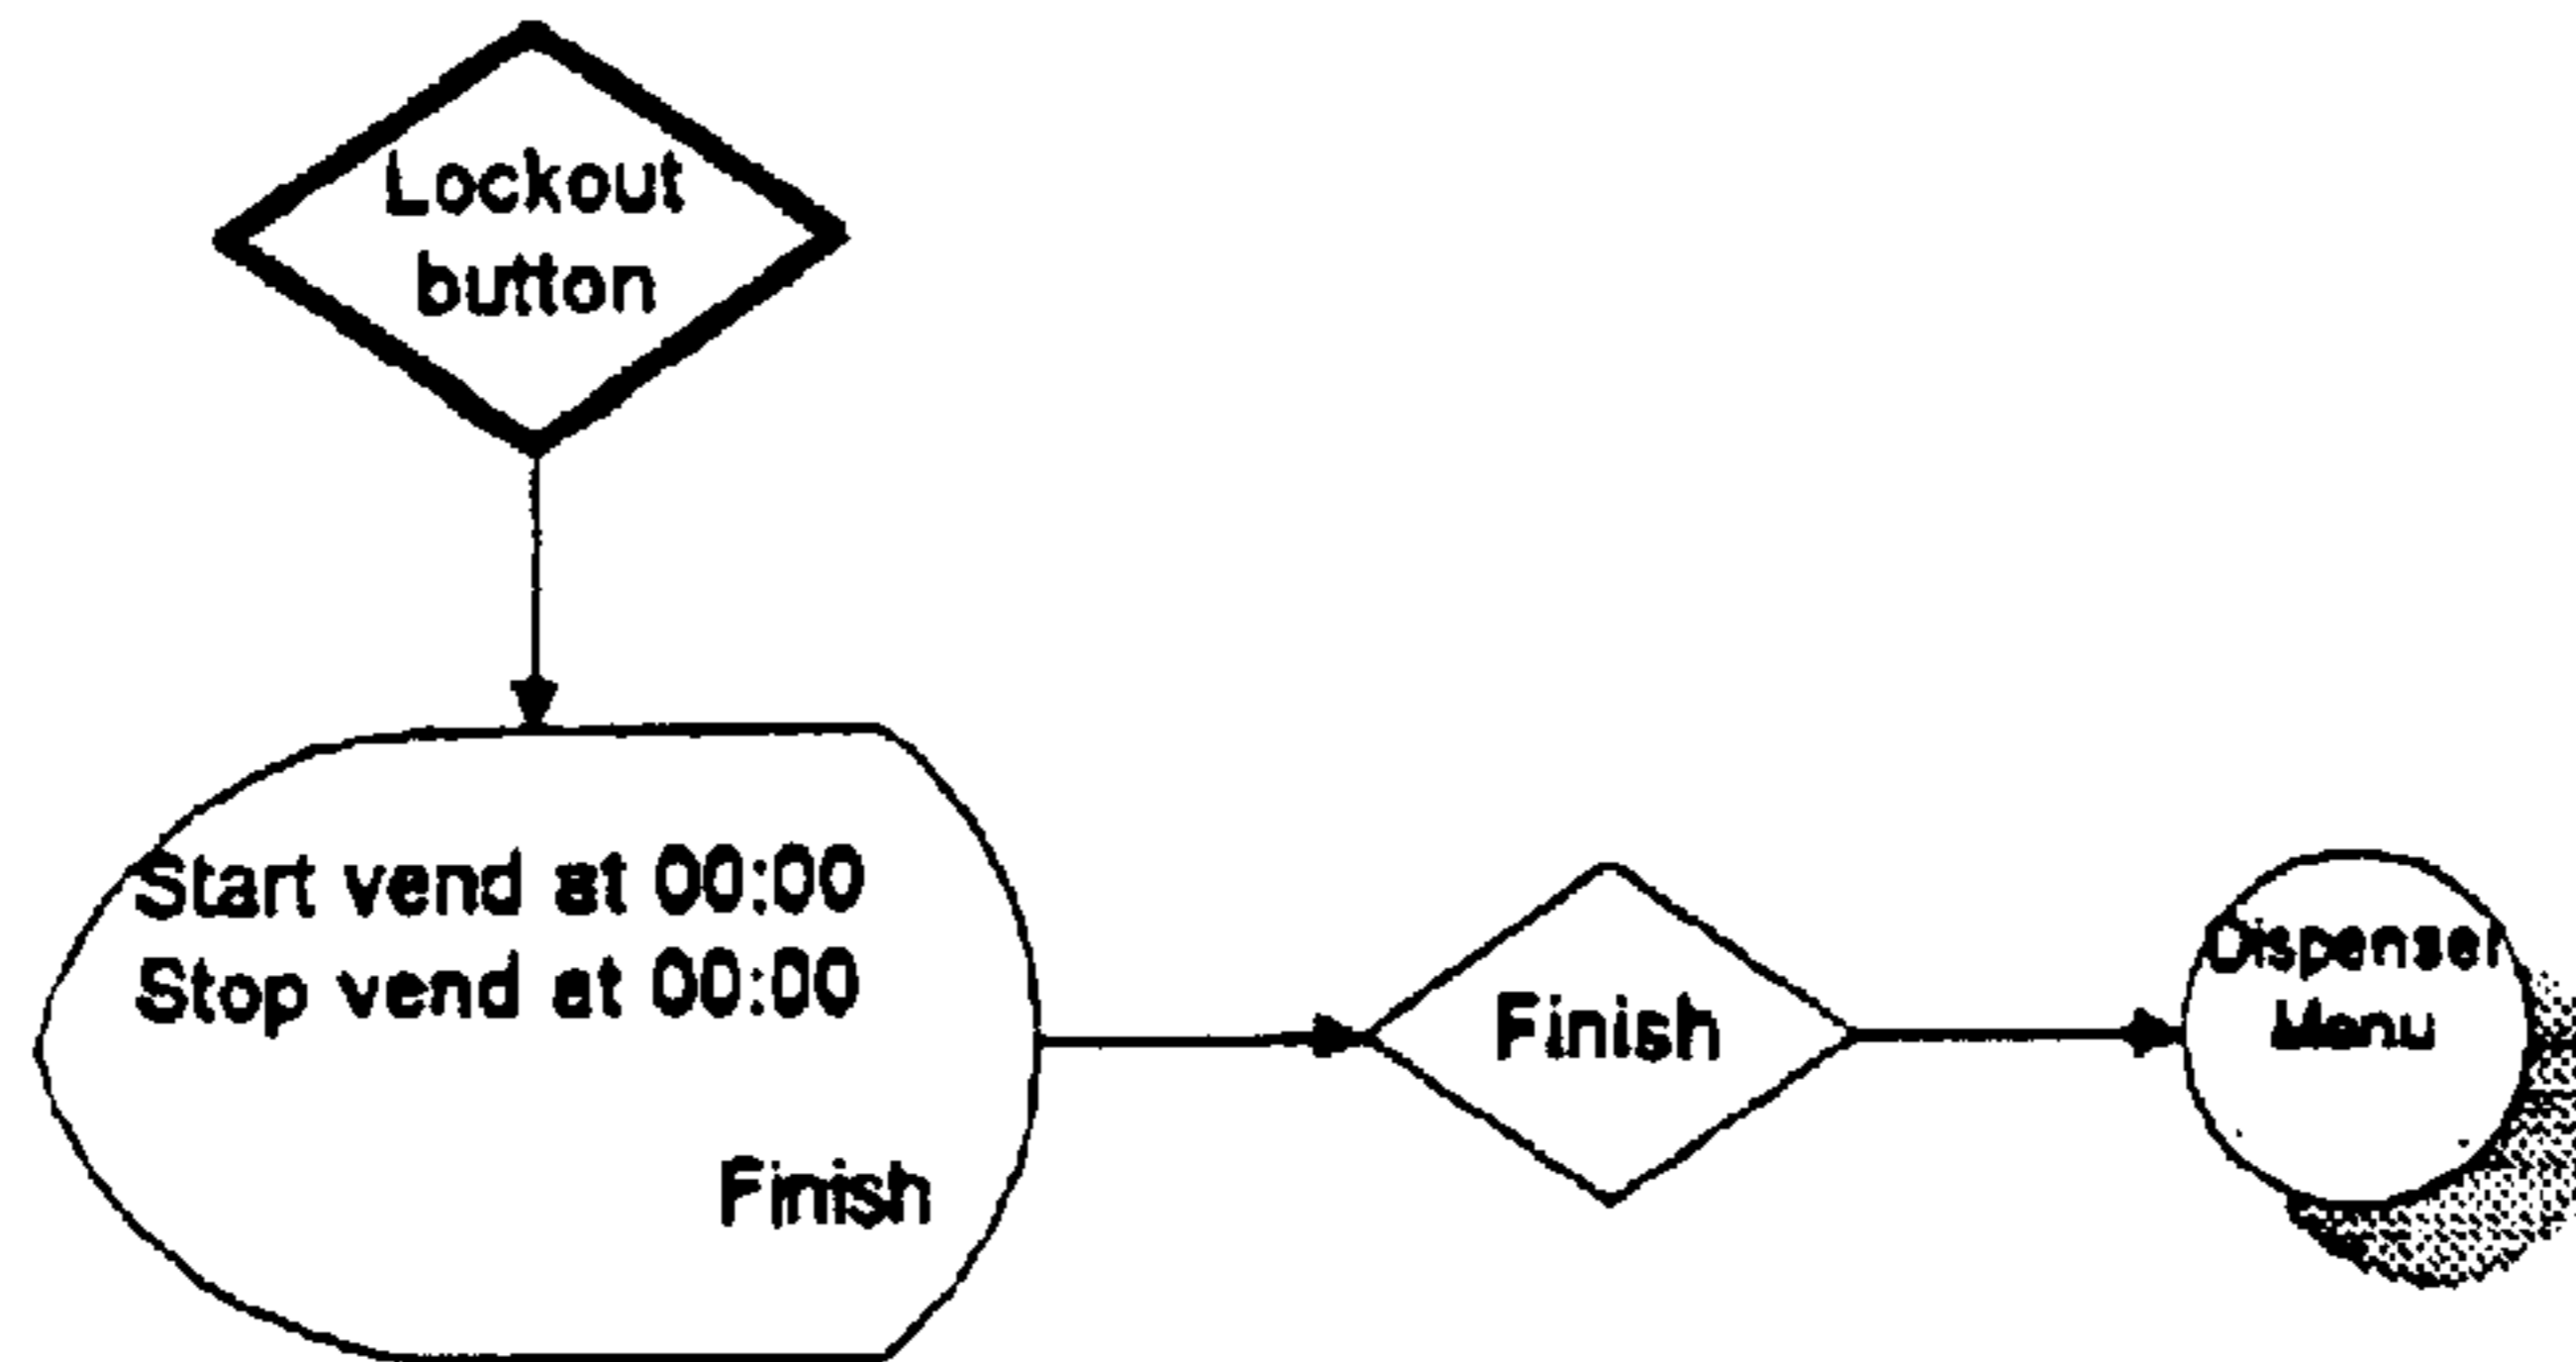 Lockout
button
Start vend at 00:00
Stop vend at 00:00
Finish
Finish
Dispenser
Menu